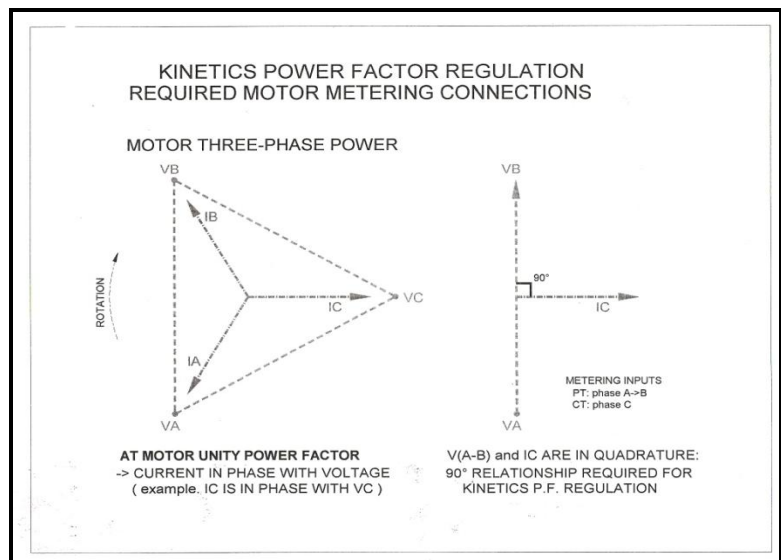 KINETICS POWER FACTOR REGULATION
REQUIRED MOTOR METERING CONNECTIONS
MOTOR THREE-PHASE POWER
VB
IB
ROTATION
IC
VC
IA
VA
AT MOTOR UNITY POWER FACTOR
-> CURRENT IN PHASE WITH VOLTAGE
( example. IC IS IN PHASE WITH VC )
VB
90°
IC
METERING INPUTS
PT: phase A->B
CT: phase C
VA
V(A-B) and IC ARE IN QUADRATURE:
90° RELATIONSHIP REQUIRED FOR
KINETICS P.F. REGULATION